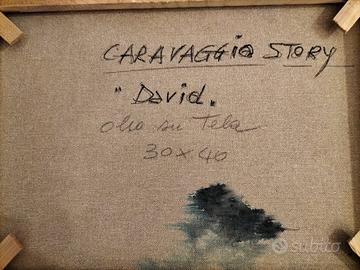 CARAVAGGIO STORY
" David.
olio su Tela
30x40
subito